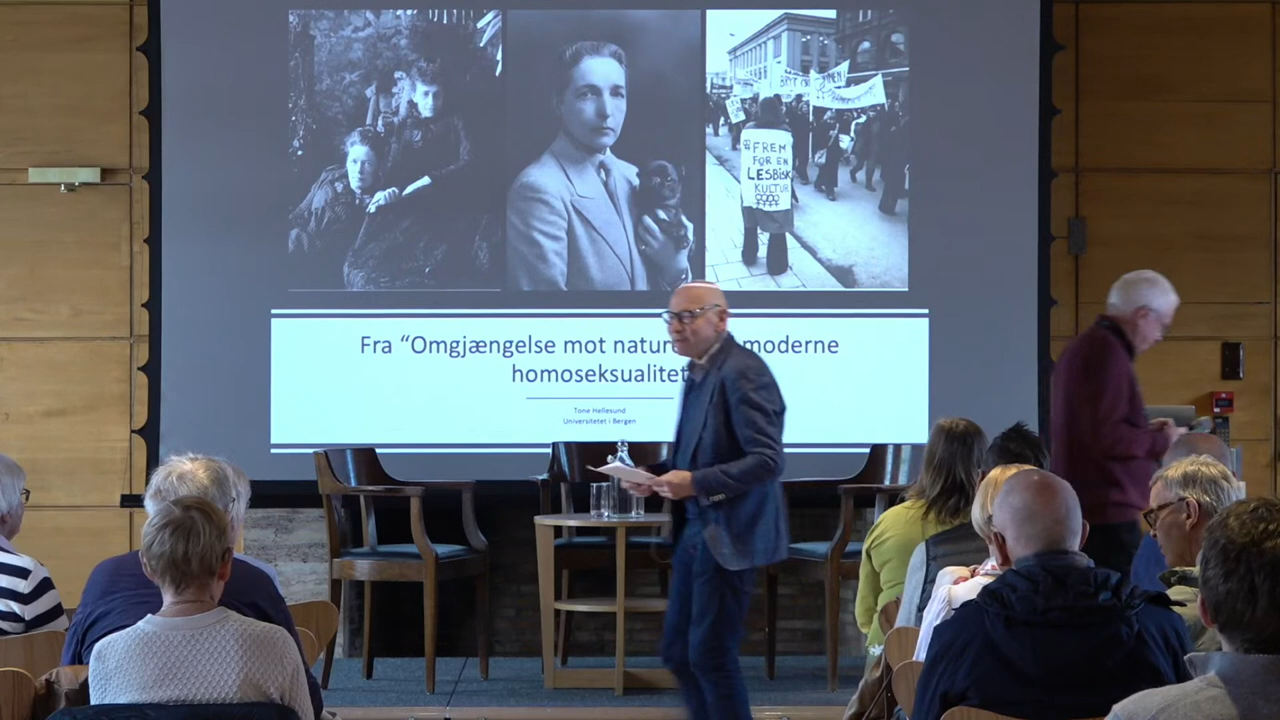 BRYT
FREM
FOR EN
LESBISK
KULTUR
Fra “Omgjængelse mot natur moderne
homoseksualitet
Tone Hellesund
Universitetet i Bergen